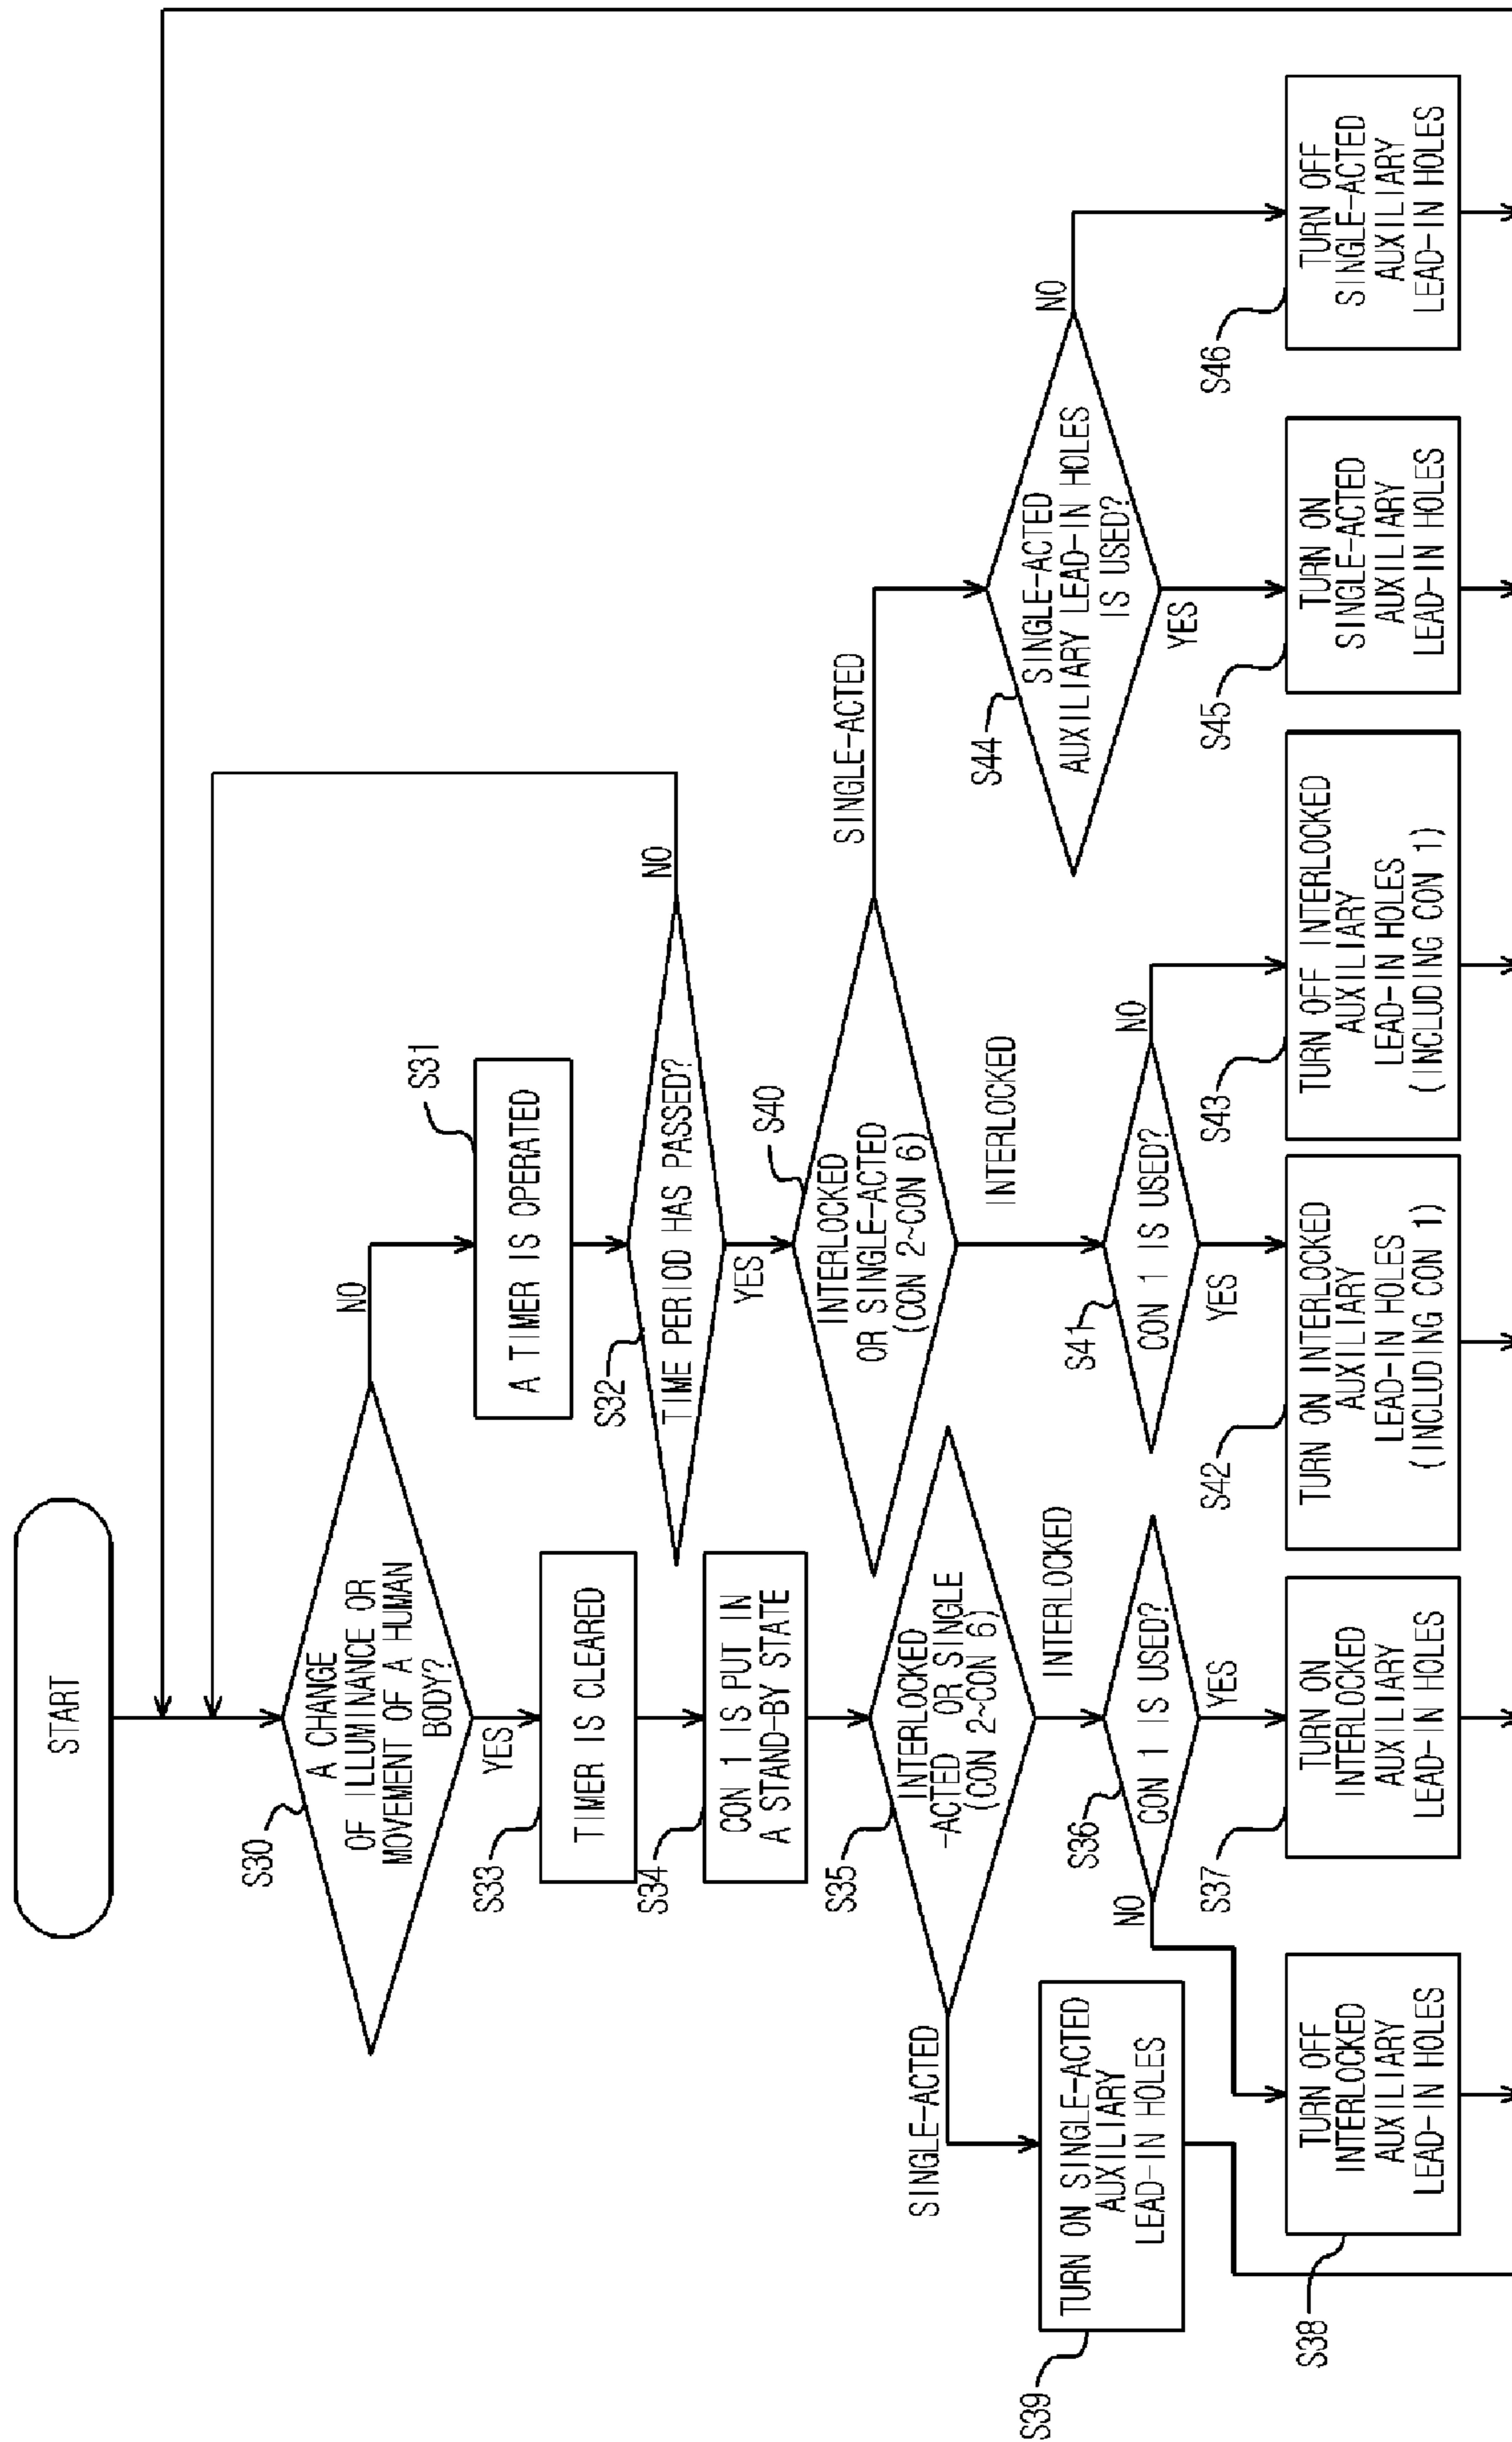 START
S30
A CHANGE
OF ILLUMINANCE OR
MOVEMENT OF A HUMAN
BODY?
NO
YES
S31
A TIMER IS OPERATED
S32
TIME PERIOD HAS PASSED?
NO
YES
S33
TIMER IS CLEARED
S34
CON 1 IS PUT IN
A STAND-BY STATE
S35
INTERLOCKED
-ACTED OR SINGLE
(CON 2~CON 6)
SINGLE-ACTED
INTERLOCKED
S40
INTERLOCKED
OR SINGLE-ACTED
(CON 2~CON 6)
SINGLE-ACTED
INTERLOCKED
S39
TURN ON SINGLE-ACTED
AUXILIARY
LEAD-IN HOLES
S36
CON 1 IS USED?
NO
YES
S41
CON 1 IS USED?
NO
YES
S44
SINGLE-ACTED
AUXILIARY LEAD-IN HOLES
IS USED?
NO
YES
S38
TURN OFF
INTERLOCKED
AUXILIARY
LEAD-IN HOLES
S37
TURN ON
INTERLOCKED
AUXILIARY
LEAD-IN HOLES
S42
TURN ON INTERLOCKED
AUXILIARY
LEAD-IN HOLES
(INCLUDING CON 1)
S43
TURN OFF INTERLOCKED
AUXILIARY
LEAD-IN HOLES
(INCLUDING CON 1)
S45
TURN ON
SINGLE-ACTED
AUXILIARY
LEAD-IN HOLES
S46
TURN OFF
SINGLE-ACTED
AUXILIARY
LEAD-IN HOLES